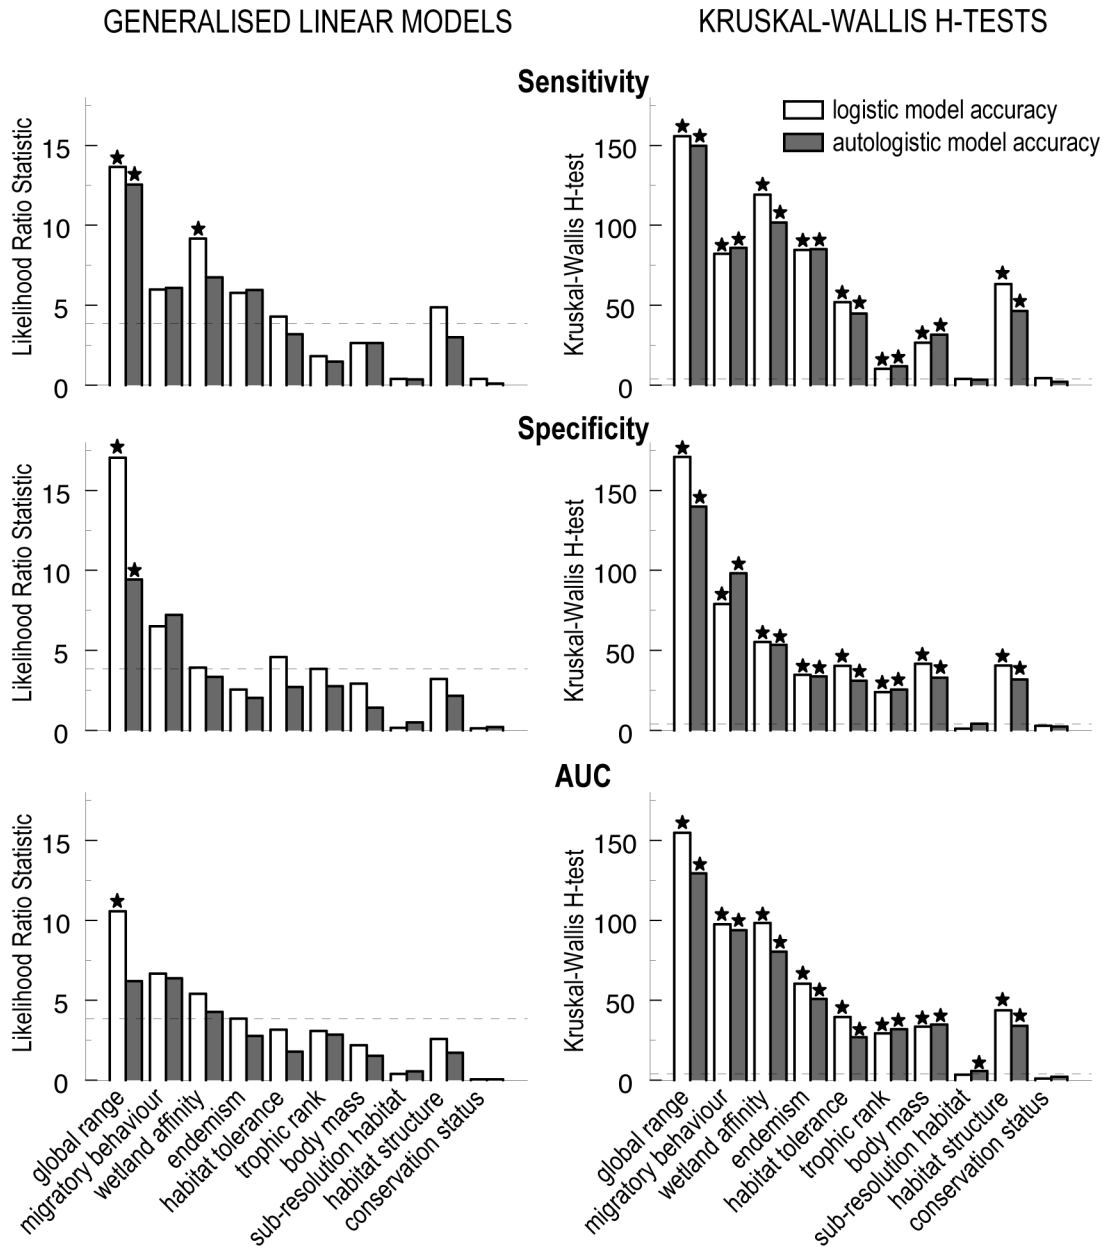 GENERALISED LINEAR MODELS
KRUSKAL-WALLIS H-TESTS
Sensitivity
Likelihood Ratio Statistic
15
10
5
0
Kruskal-Wallis H-test
150
100
50
0
logistic model accuracy
autologistic model accuracy
Specificity
Likelihood Ratio Statistic
15
10
5
0
Kruskal-Wallis H-test
150
100
50
0
AUC
Likelihood Ratio Statistic
15
10
5
0
Kruskal-Wallis H-test
150
100
50
0
global range
migratory behaviour
wetland affinity
endemism
habitat tolerance
trophic rank
body mass
sub-resolution habitat
habitat structure
conservation status
global range
migratory behaviour
wetland affinity
endemism
habitat tolerance
trophic rank
body mass
sub-resolution habitat
habitat structure
conservation status